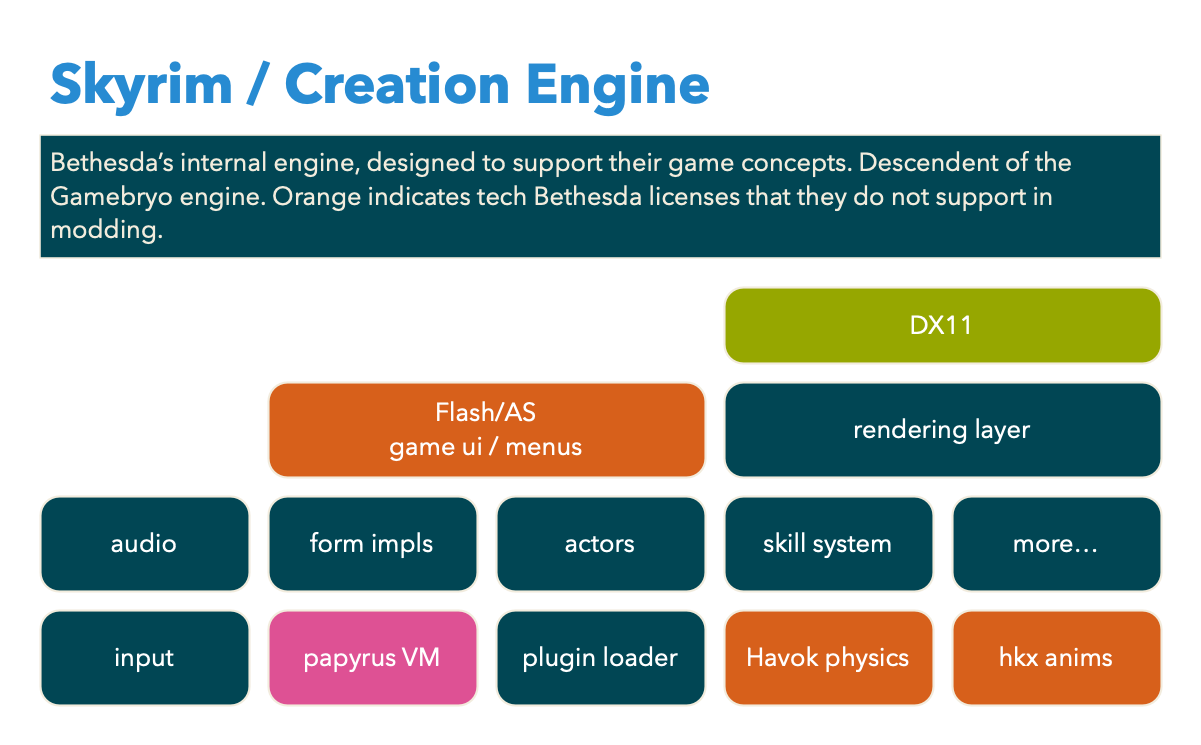 Skyrim / Creation Engine
Bethesda’s internal engine, designed to support their game concepts. Descendent of the
Gamebryo engine. Orange indicates tech Bethesda licenses that they do not support in
modding.
DX11
Flash/AS
game ui / menus
rendering layer
audio
form impls
actors
skill system
more…
input
papyrus VM
plugin loader
Havok physics
hkx anims